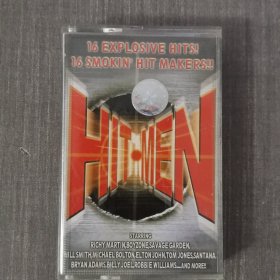 16 EXPLOSIVE HITS!
16 SMOKIN' HIT MAKERS!!
HIT:MEN
STARRING
RICHY MARTIN,BOYZONE,SAVAGE GARDEN,
WILL SMITH,MICHAEL BOLTON,ELTON JOHN,TOM JONES,SANTANA,
BRYAN ADAMS,BILLY JOEL,ROBBIE WILLIAMS,....AND MORE!!